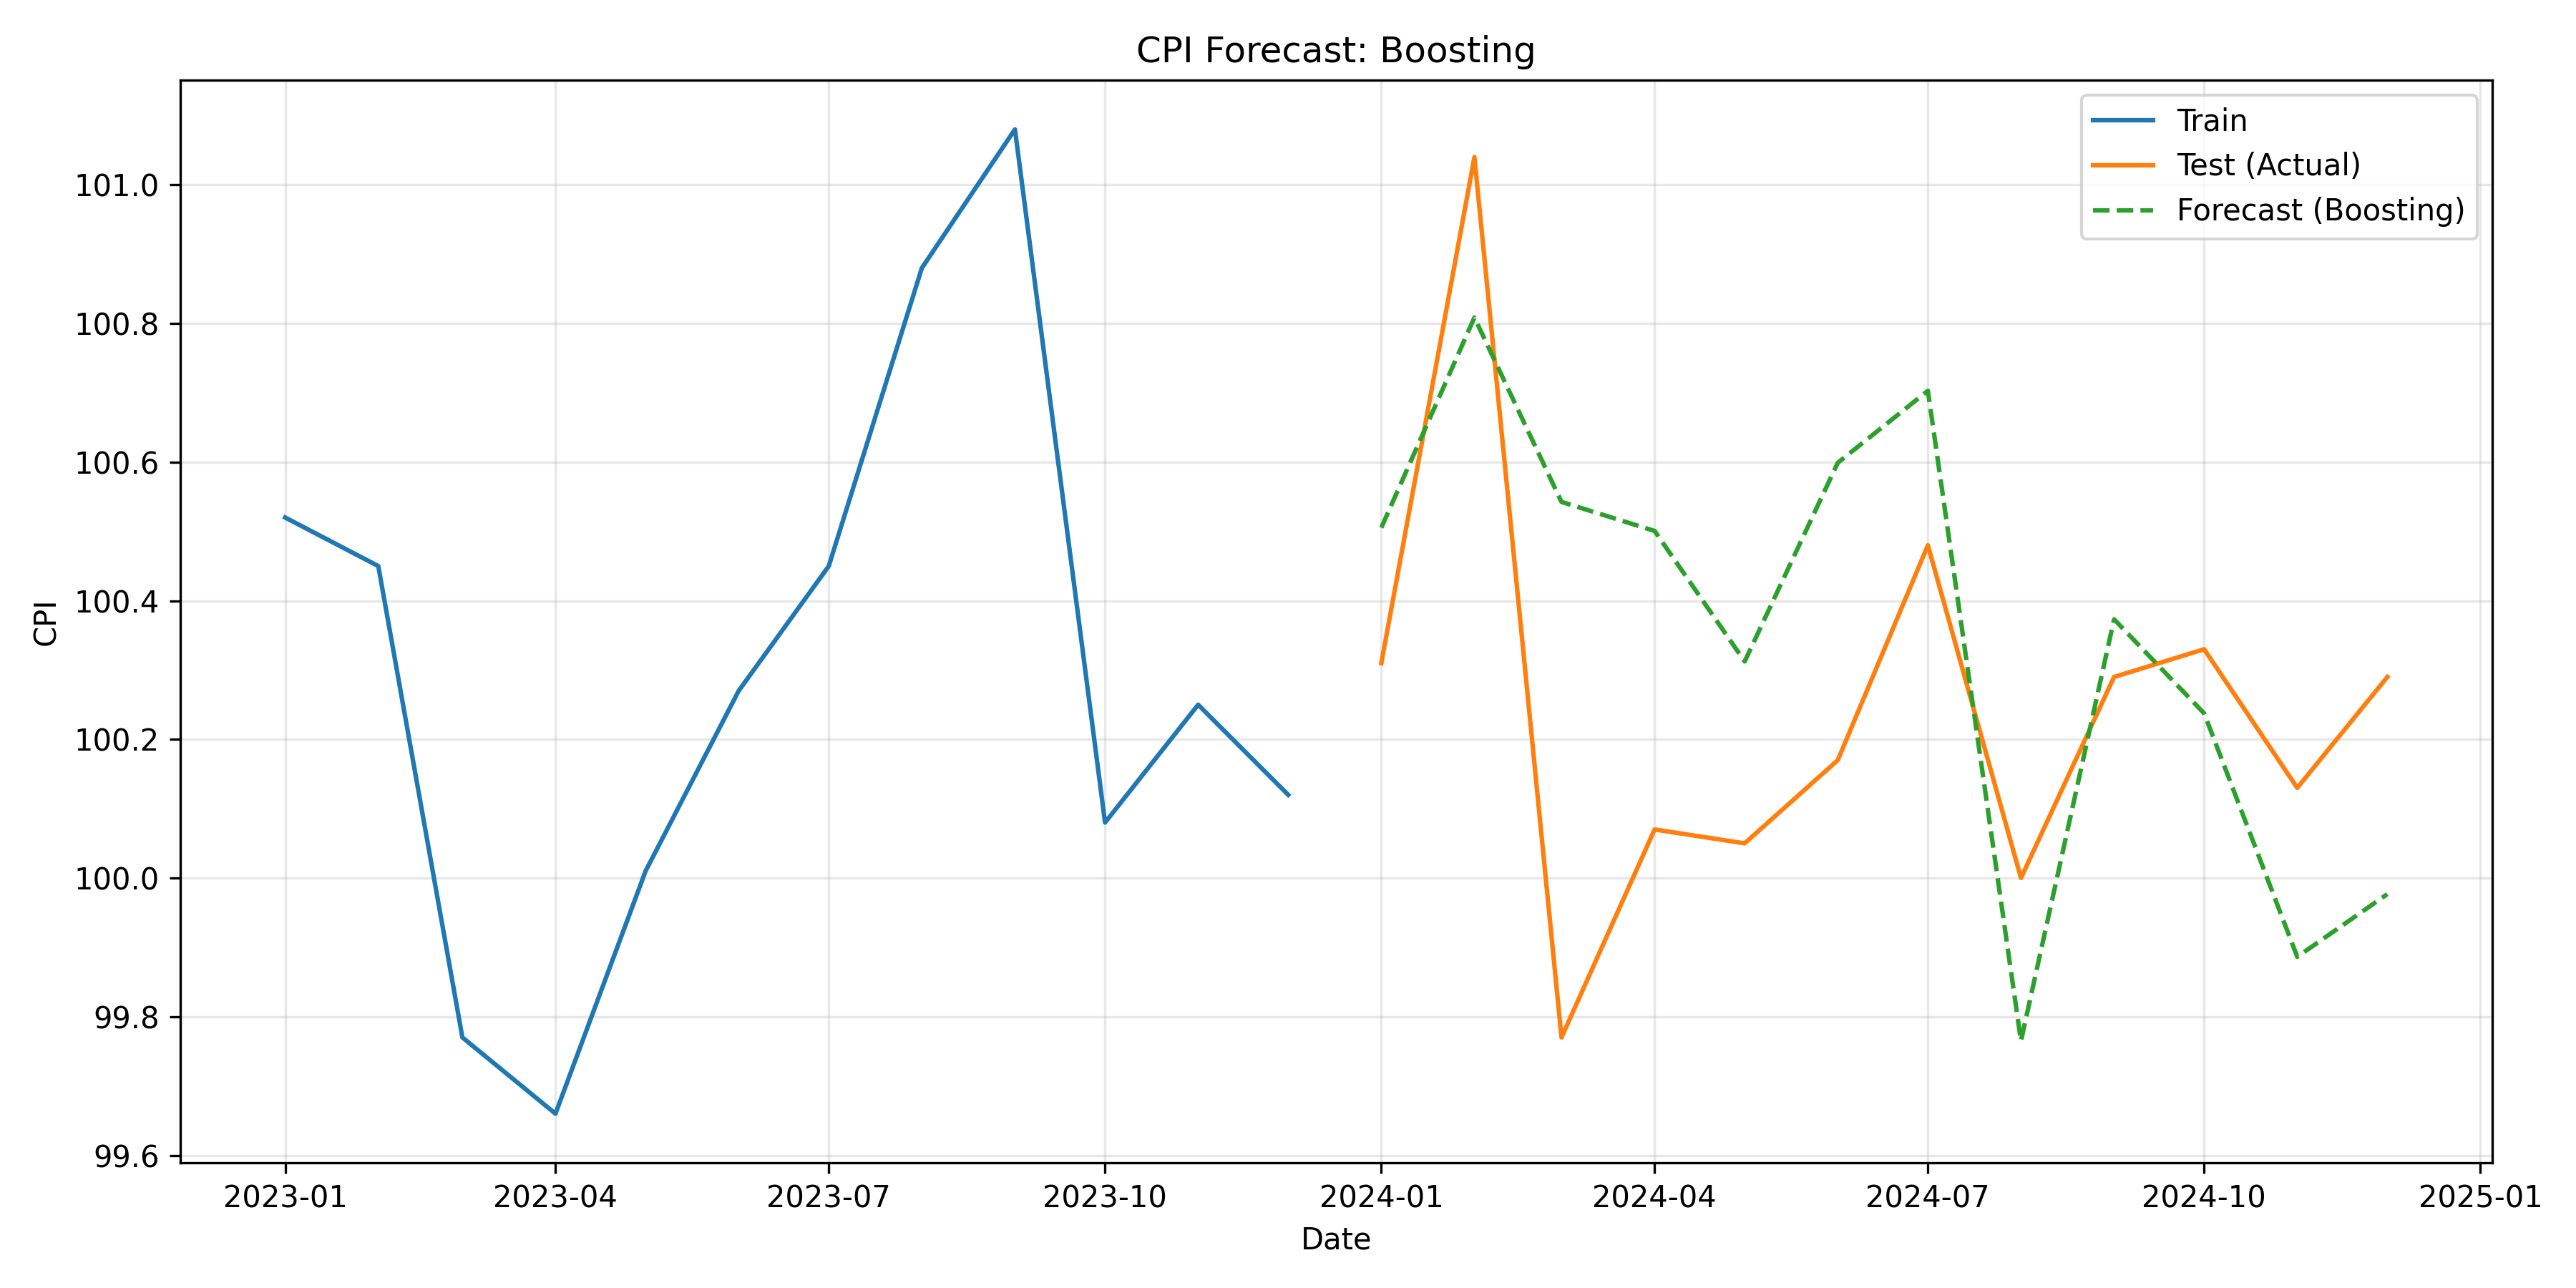 CPI Forecast: Boosting
Train
Test (Actual)
Forecast (Boosting)
CPI
101.0
100.8
100.6
100.4
100.2
100.0
99.8
99.6
2023-01 2023-04 2023-07 2023-10 2024-01 2024-04 2024-07 2024-10 2025-01
Date